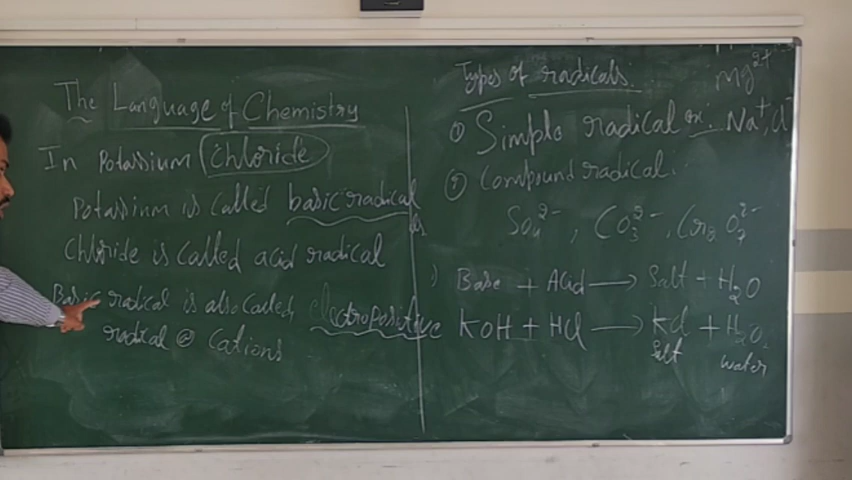 The Language of Chemistry
In Potassium Chloride
Potassium is called basic radical
Chloride is called acid radical
Basic radical is also called electropositive
radical @ Cations
Types of radicals.
Mg²⁺
① Simple radical ex: Na⁺, Cl⁻
② Compound radical.
SO₄²⁻, CO₃²⁻, Cr₂O₇²⁻
Base + Acid → Salt + H₂O
KOH + HCl → KCl + H₂O
Salt water